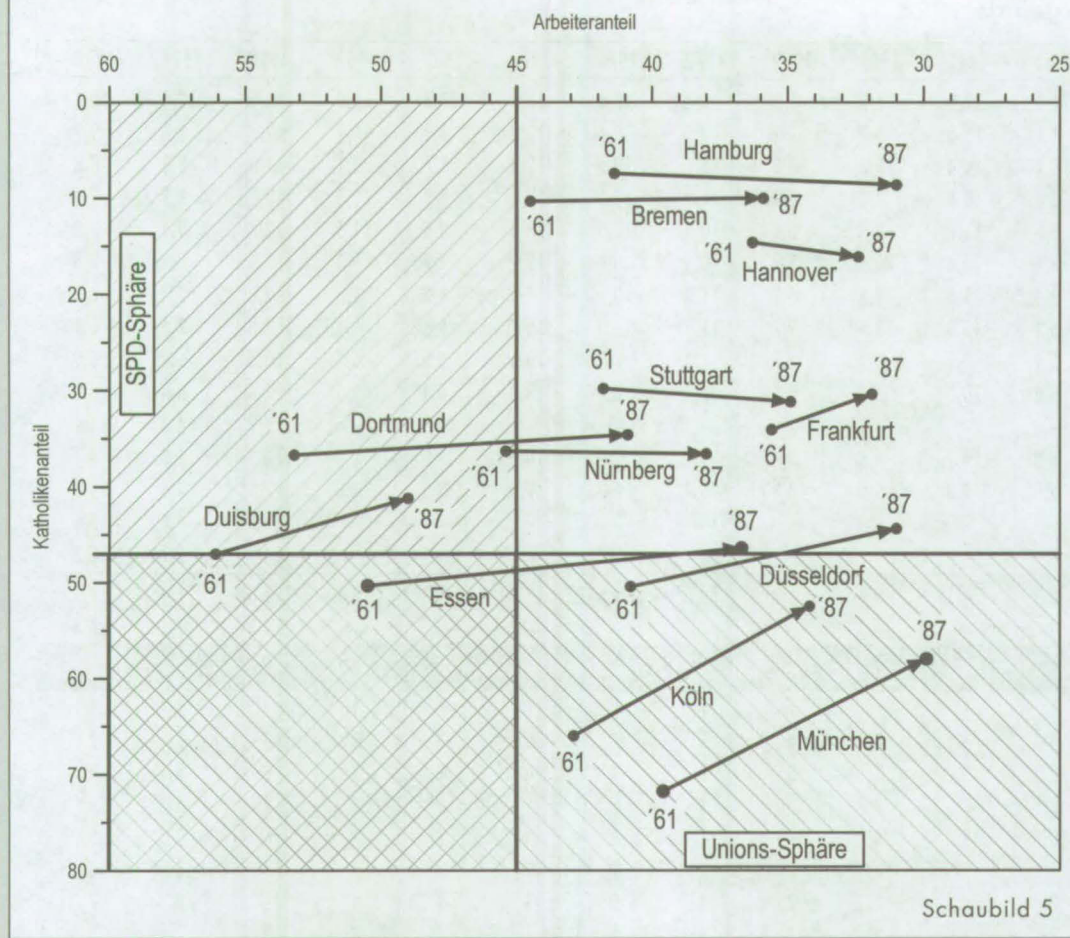 Arbeiteranteil
60 55 50 45 40 35 30 25
0
10
20
30
40
50
60
70
80
Katholikenanteil
SPD-Sphäre
Unions-Sphäre
´61 Hamburg ´87
´61 Bremen ´87
´61 Hannover ´87
´61 Stuttgart ´87
´61 Frankfurt ´87
´61 Dortmund ´87
´61 Nürnberg ´87
´61 Duisburg ´87
´61 Essen ´87
´61 Düsseldorf ´87
´61 Köln ´87
´61 München ´87
Schaubild 5